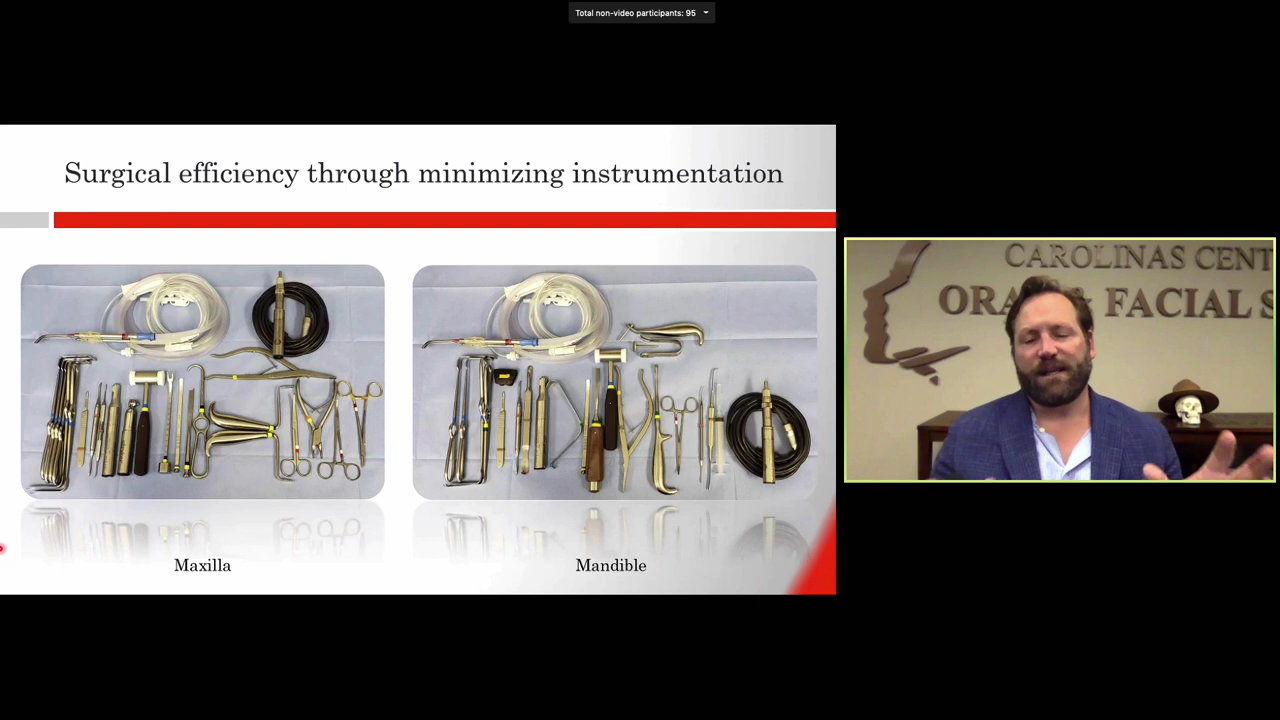 Total non-video participants: 95
Surgical efficiency through minimizing instrumentation
CAROLINAS CENT
ORAL & FACIAL S
Maxilla
Mandible